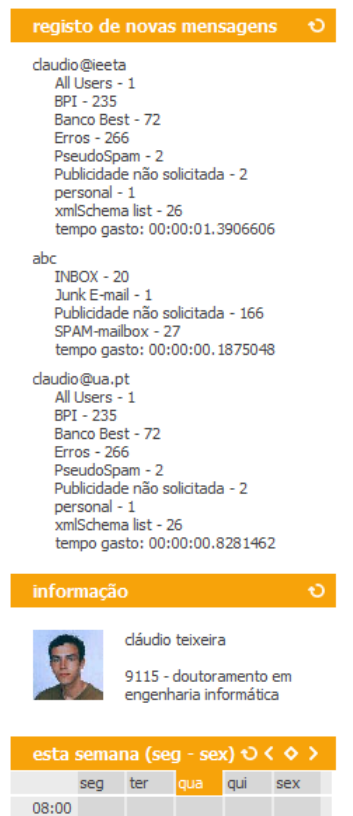 registo de novas mensagens
claudio@ieeta
All Users - 1
BPI - 235
Banco Best - 72
Erros - 266
PseudoSpam - 2
Publicidade não solicitada - 2
personal - 1
xmlSchema list - 26
tempo gasto: 00:00:01.3906606
abc
INBOX - 20
Junk E-mail - 1
Publicidade não solicitada - 166
SPAM-mailbox - 27
tempo gasto: 00:00:00.1875048
claudio@ua.pt
All Users - 1
BPI - 235
Banco Best - 72
Erros - 266
PseudoSpam - 2
Publicidade não solicitada - 2
personal - 1
xmlSchema list - 26
tempo gasto: 00:00:00.8281462
informação
cláudio teixeira
9115 - doutoramento em
engenharia informática
esta semana (seg - sex)
seg ter qua qui sex
08:00